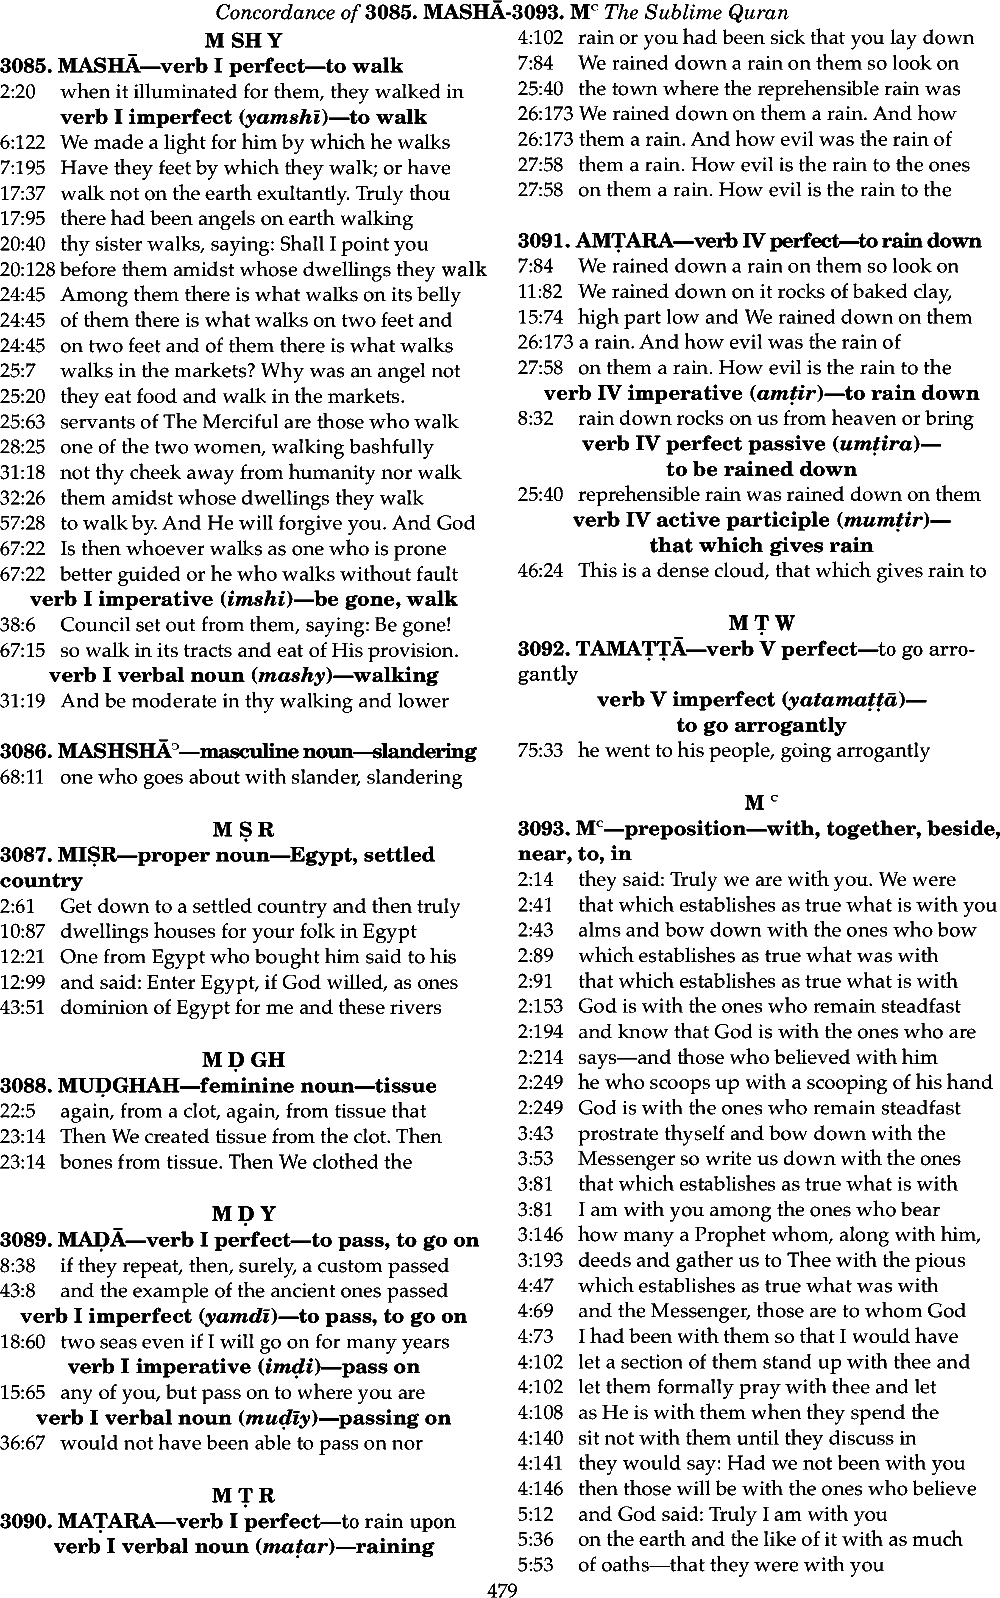 Concordance of 3085. MASHĀ-3093. Mᶜ The Sublime Quran
M SH Y
3085. MASHĀ—verb I perfect—to walk
2:20 when it illuminated for them, they walked in
verb I imperfect (yamshī)—to walk
6:122 We made a light for him by which he walks
7:195 Have they feet by which they walk; or have
17:37 walk not on the earth exultantly. Truly thou
17:95 there had been angels on earth walking
20:40 thy sister walks, saying: Shall I point you
20:128 before them amidst whose dwellings they walk
24:45 Among them there is what walks on its belly
24:45 of them there is what walks on two feet and
24:45 on two feet and of them there is what walks
25:7 walks in the markets? Why was an angel not
25:20 they eat food and walk in the markets.
25:63 servants of The Merciful are those who walk
28:25 one of the two women, walking bashfully
31:18 not thy cheek away from humanity nor walk
32:26 them amidst whose dwellings they walk
57:28 to walk by. And He will forgive you. And God
67:22 Is then whoever walks as one who is prone
67:22 better guided or he who walks without fault
verb I imperative (imshi)—be gone, walk
38:6 Council set out from them, saying: Be gone!
67:15 so walk in its tracts and eat of His provision.
verb I verbal noun (mashy)—walking
31:19 And be moderate in thy walking and lower
3086. MASHSHĀᵓ—masculine noun—slandering
68:11 one who goes about with slander, slandering
M Ṣ R
3087. MIṢR—proper noun—Egypt, settled
country
2:61 Get down to a settled country and then truly
10:87 dwellings houses for your folk in Egypt
12:21 One from Egypt who bought him said to his
12:99 and said: Enter Egypt, if God willed, as ones
43:51 dominion of Egypt for me and these rivers
M Ḍ GH
3088. MUḌGHAH—feminine noun—tissue
22:5 again, from a clot, again, from tissue that
23:14 Then We created tissue from the clot. Then
23:14 bones from tissue. Then We clothed the
M Ḍ Y
3089. MAḌĀ—verb I perfect—to pass, to go on
8:38 if they repeat, then, surely, a custom passed
43:8 and the example of the ancient ones passed
verb I imperfect (yamdī)—to pass, to go on
18:60 two seas even if I will go on for many years
verb I imperative (imḍi)—pass on
15:65 any of you, but pass on to where you are
verb I verbal noun (muḍīy)—passing on
36:67 would not have been able to pass on nor
M Ṭ R
3090. MAṬARA—verb I perfect—to rain upon
verb I verbal noun (maṭar)—raining
4:102 rain or you had been sick that you lay down
7:84 We rained down a rain on them so look on
25:40 the town where the reprehensible rain was
26:173 We rained down on them a rain. And how
26:173 them a rain. And how evil was the rain of
27:58 them a rain. How evil is the rain to the ones
27:58 on them a rain. How evil is the rain to the
3091. AMṬARA—verb IV perfect—to rain down
7:84 We rained down a rain on them so look on
11:82 We rained down on it rocks of baked clay,
15:74 high part low and We rained down on them
26:173 a rain. And how evil was the rain of
27:58 on them a rain. How evil is the rain to the
verb IV imperative (amṭir)—to rain down
8:32 rain down rocks on us from heaven or bring
verb IV perfect passive (umṭira)—
to be rained down
25:40 reprehensible rain was rained down on them
verb IV active participle (mumṭir)—
that which gives rain
46:24 This is a dense cloud, that which gives rain to
M Ṭ W
3092. TAMAṬṬĀ—verb V perfect—to go arro-
gantly
verb V imperfect (yatamaṭṭā)—
to go arrogantly
75:33 he went to his people, going arrogantly
M ᶜ
3093. Mᶜ—preposition—with, together, beside,
near, to, in
2:14 they said: Truly we are with you. We were
2:41 that which establishes as true what is with you
2:43 alms and bow down with the ones who bow
2:89 which establishes as true what was with
2:91 that which establishes as true what is with
2:153 God is with the ones who remain steadfast
2:194 and know that God is with the ones who are
2:214 says—and those who believed with him
2:249 he who scoops up with a scooping of his hand
2:249 God is with the ones who remain steadfast
3:43 prostrate thyself and bow down with the
3:53 Messenger so write us down with the ones
3:81 that which establishes as true what is with
3:81 I am with you among the ones who bear
3:146 how many a Prophet whom, along with him,
3:193 deeds and gather us to Thee with the pious
4:47 which establishes as true what was with
4:69 and the Messenger, those are to whom God
4:73 I had been with them so that I would have
4:102 let a section of them stand up with thee and
4:102 let them formally pray with thee and let
4:108 as He is with them when they spend the
4:140 sit not with them until they discuss in
4:141 they would say: Had we not been with you
4:146 then those will be with the ones who believe
5:12 and God said: Truly I am with you
5:36 on the earth and the like of it with as much
5:53 of oaths—that they were with you
479